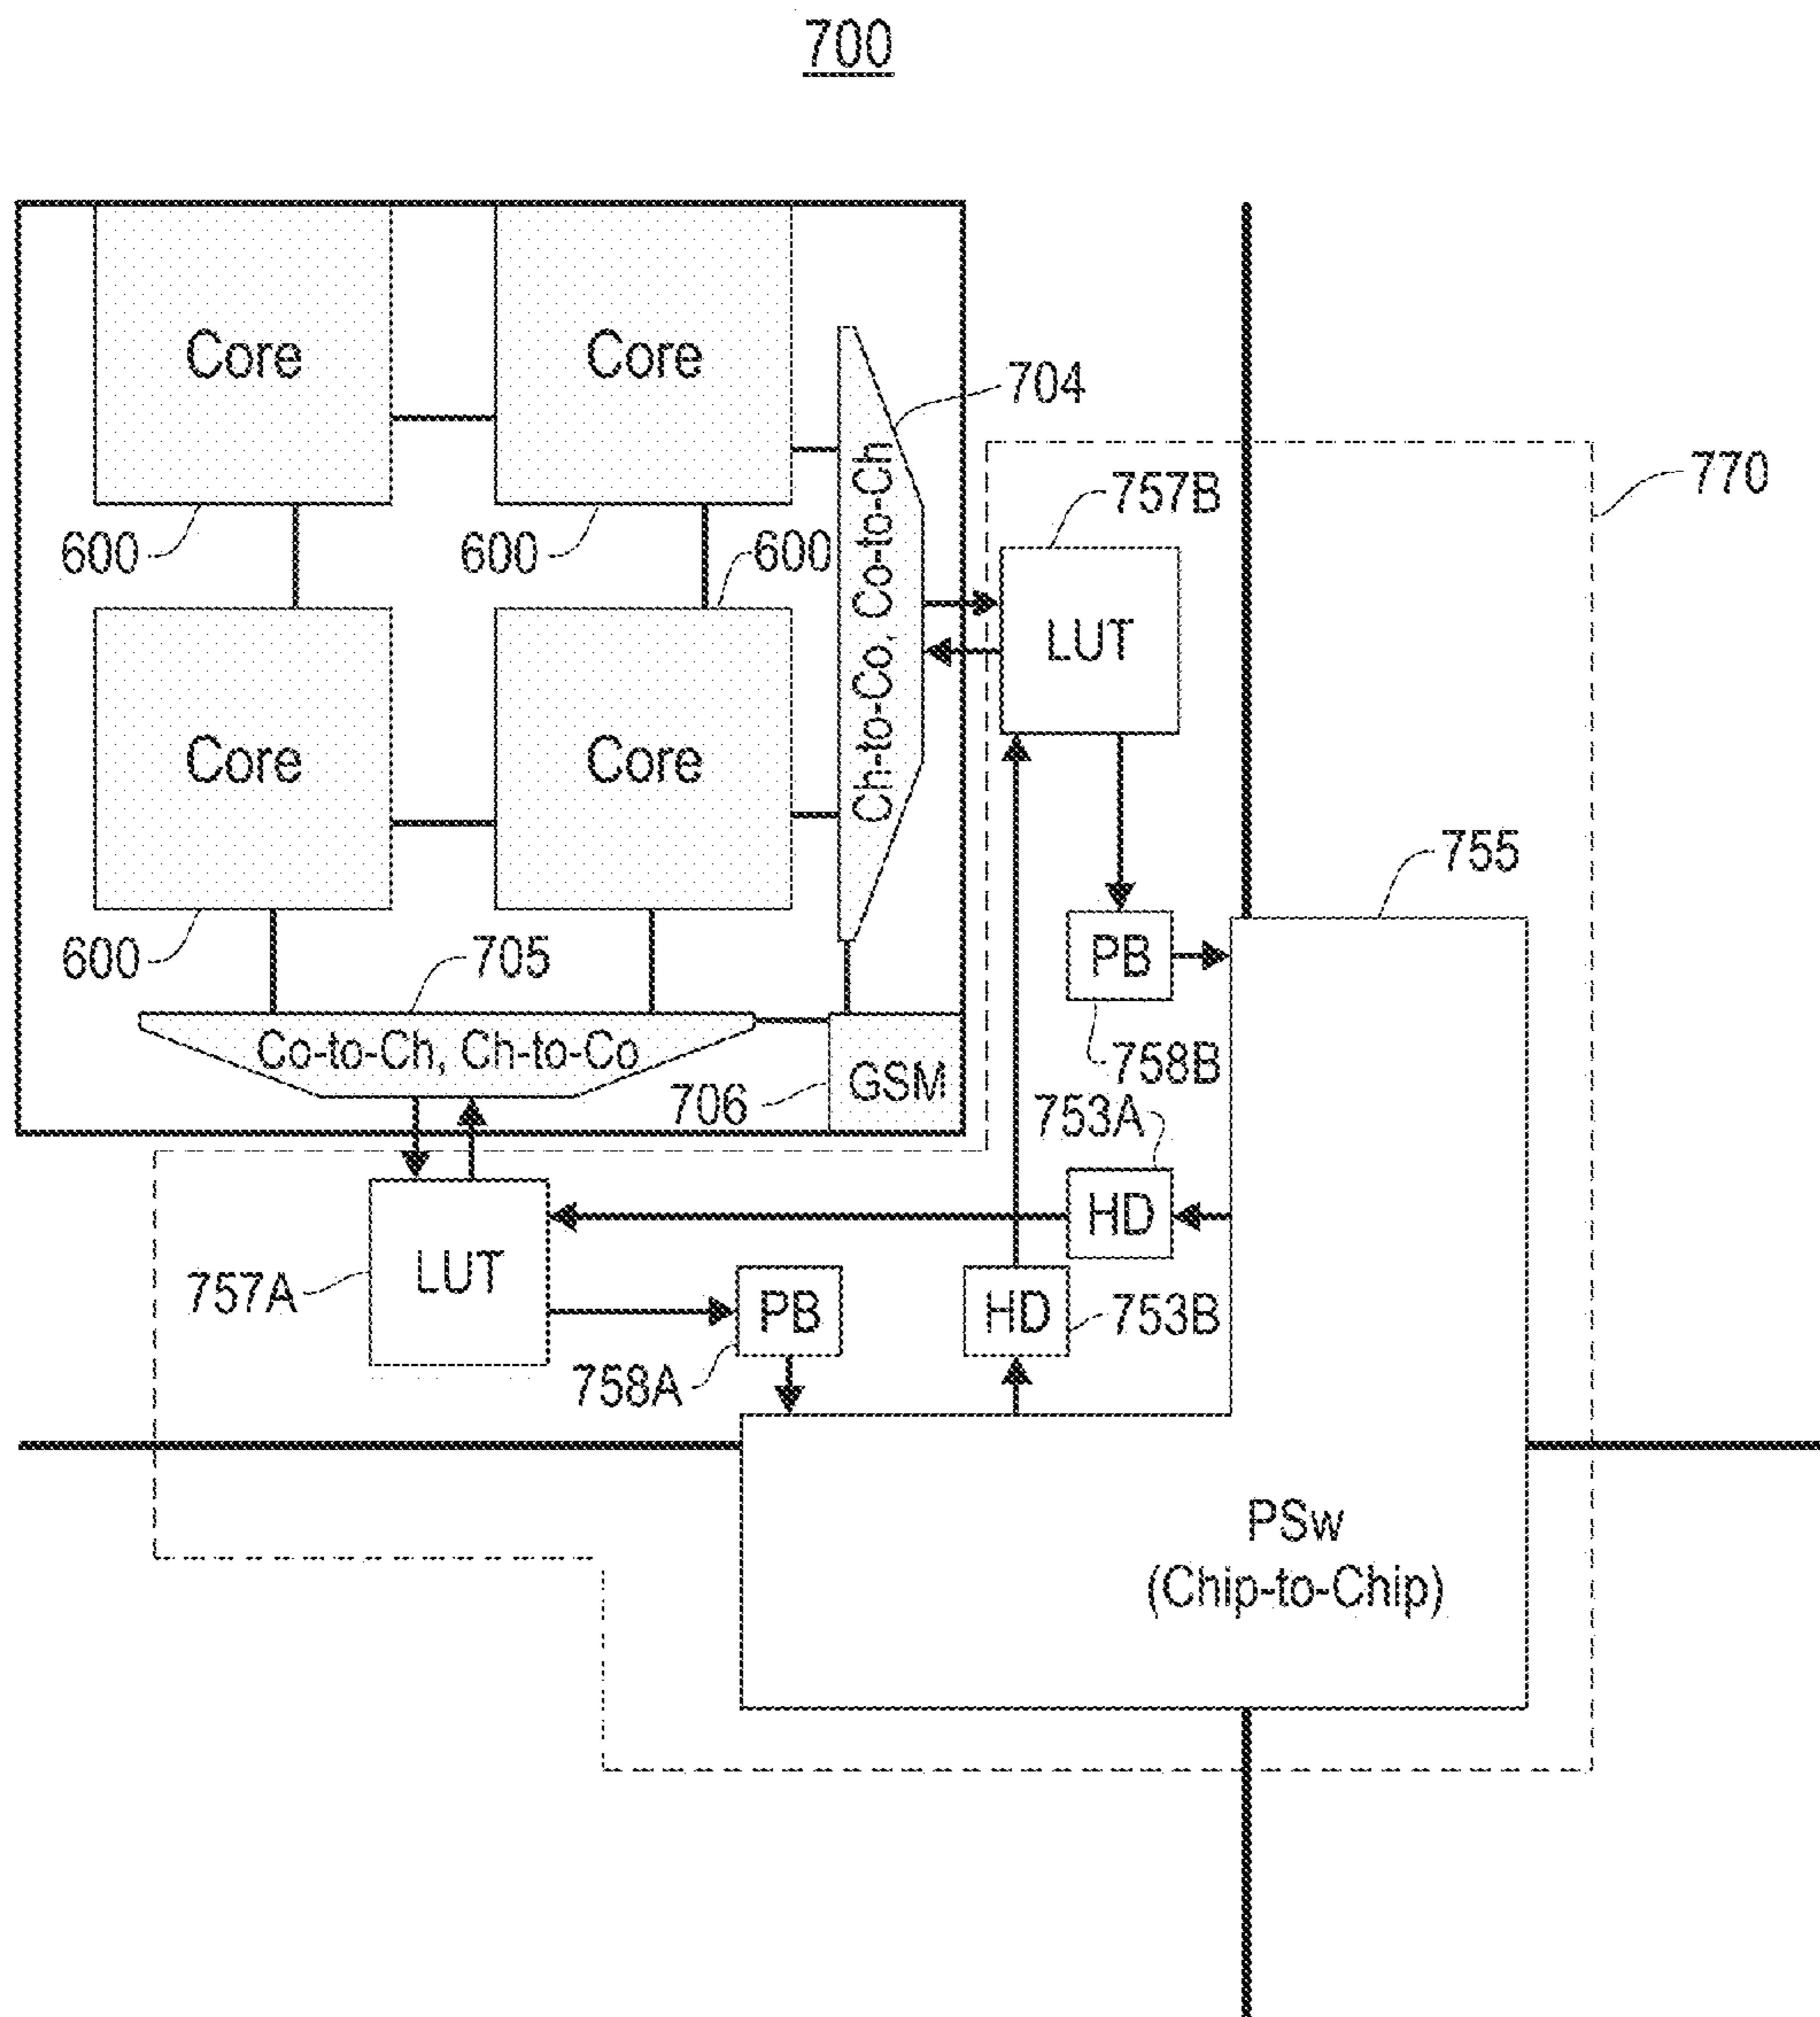 700
Core
Core
704
770
757B
600
600
600
Ch-to-Co, Co-to-Ch
LUT
Core
Core
755
600
705
PB
758B
Co-to-Ch, Ch-to-Co
706
GSM
753A
HD
757A
LUT
PB
HD
753B
758A
PSw
(Chip-to-Chip)